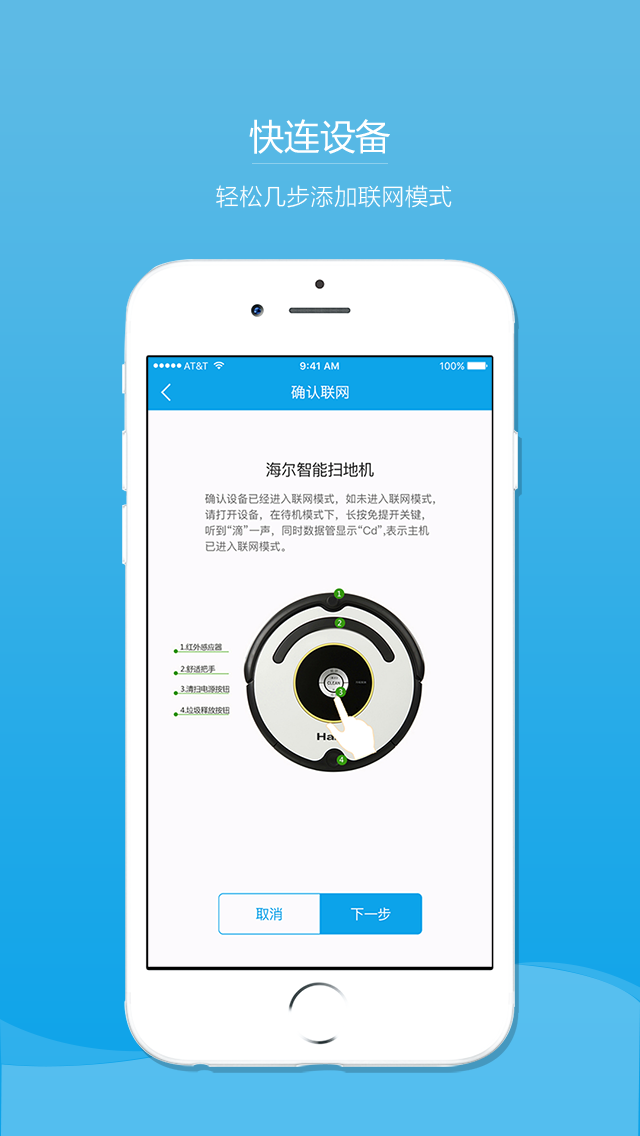 快连设备
轻松几步添加联网模式
AT&T 9:41 AM 100%
确认联网
海尔智能扫地机
确认设备已经进入联网模式，如未进入联网模式，
请打开设备，在待机模式下，长按免提开关键，
听到“滴”一声，同时数据管显示“Cd”,表示主机
已进入联网模式。
1
2
1.红外感应器
2.舒适把手
3.清扫电源按钮
4.垃圾释放按钮
CLEAN
3
Ha
4
取消
下一步